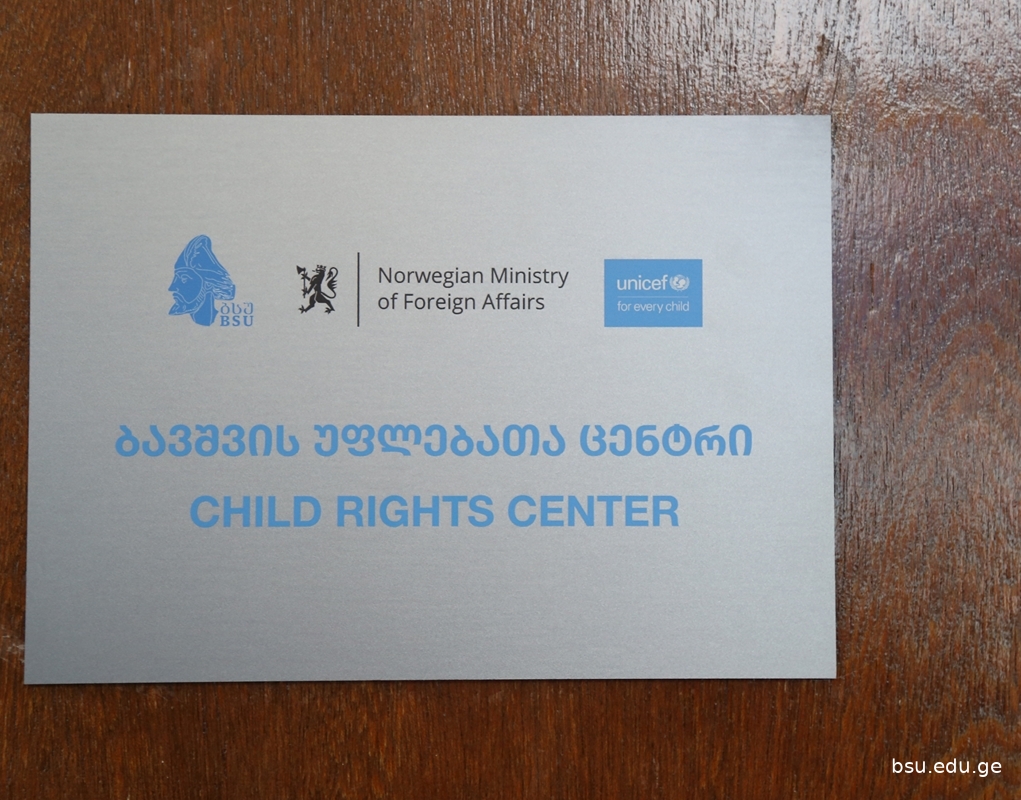 ბსუ
BSU
Norwegian Ministry
of Foreign Affairs
unicef
for every child
ბავშვის უფლებათა ცენტრი
CHILD RIGHTS CENTER
bsu.edu.ge